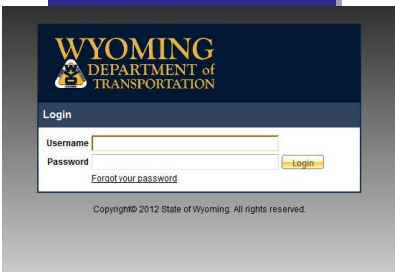 WYOMING
DEPARTMENT of
TRANSPORTATION
Login
Username
Password Login
Forgot your password
Copyright© 2012 State of Wyoming. All rights reserved.